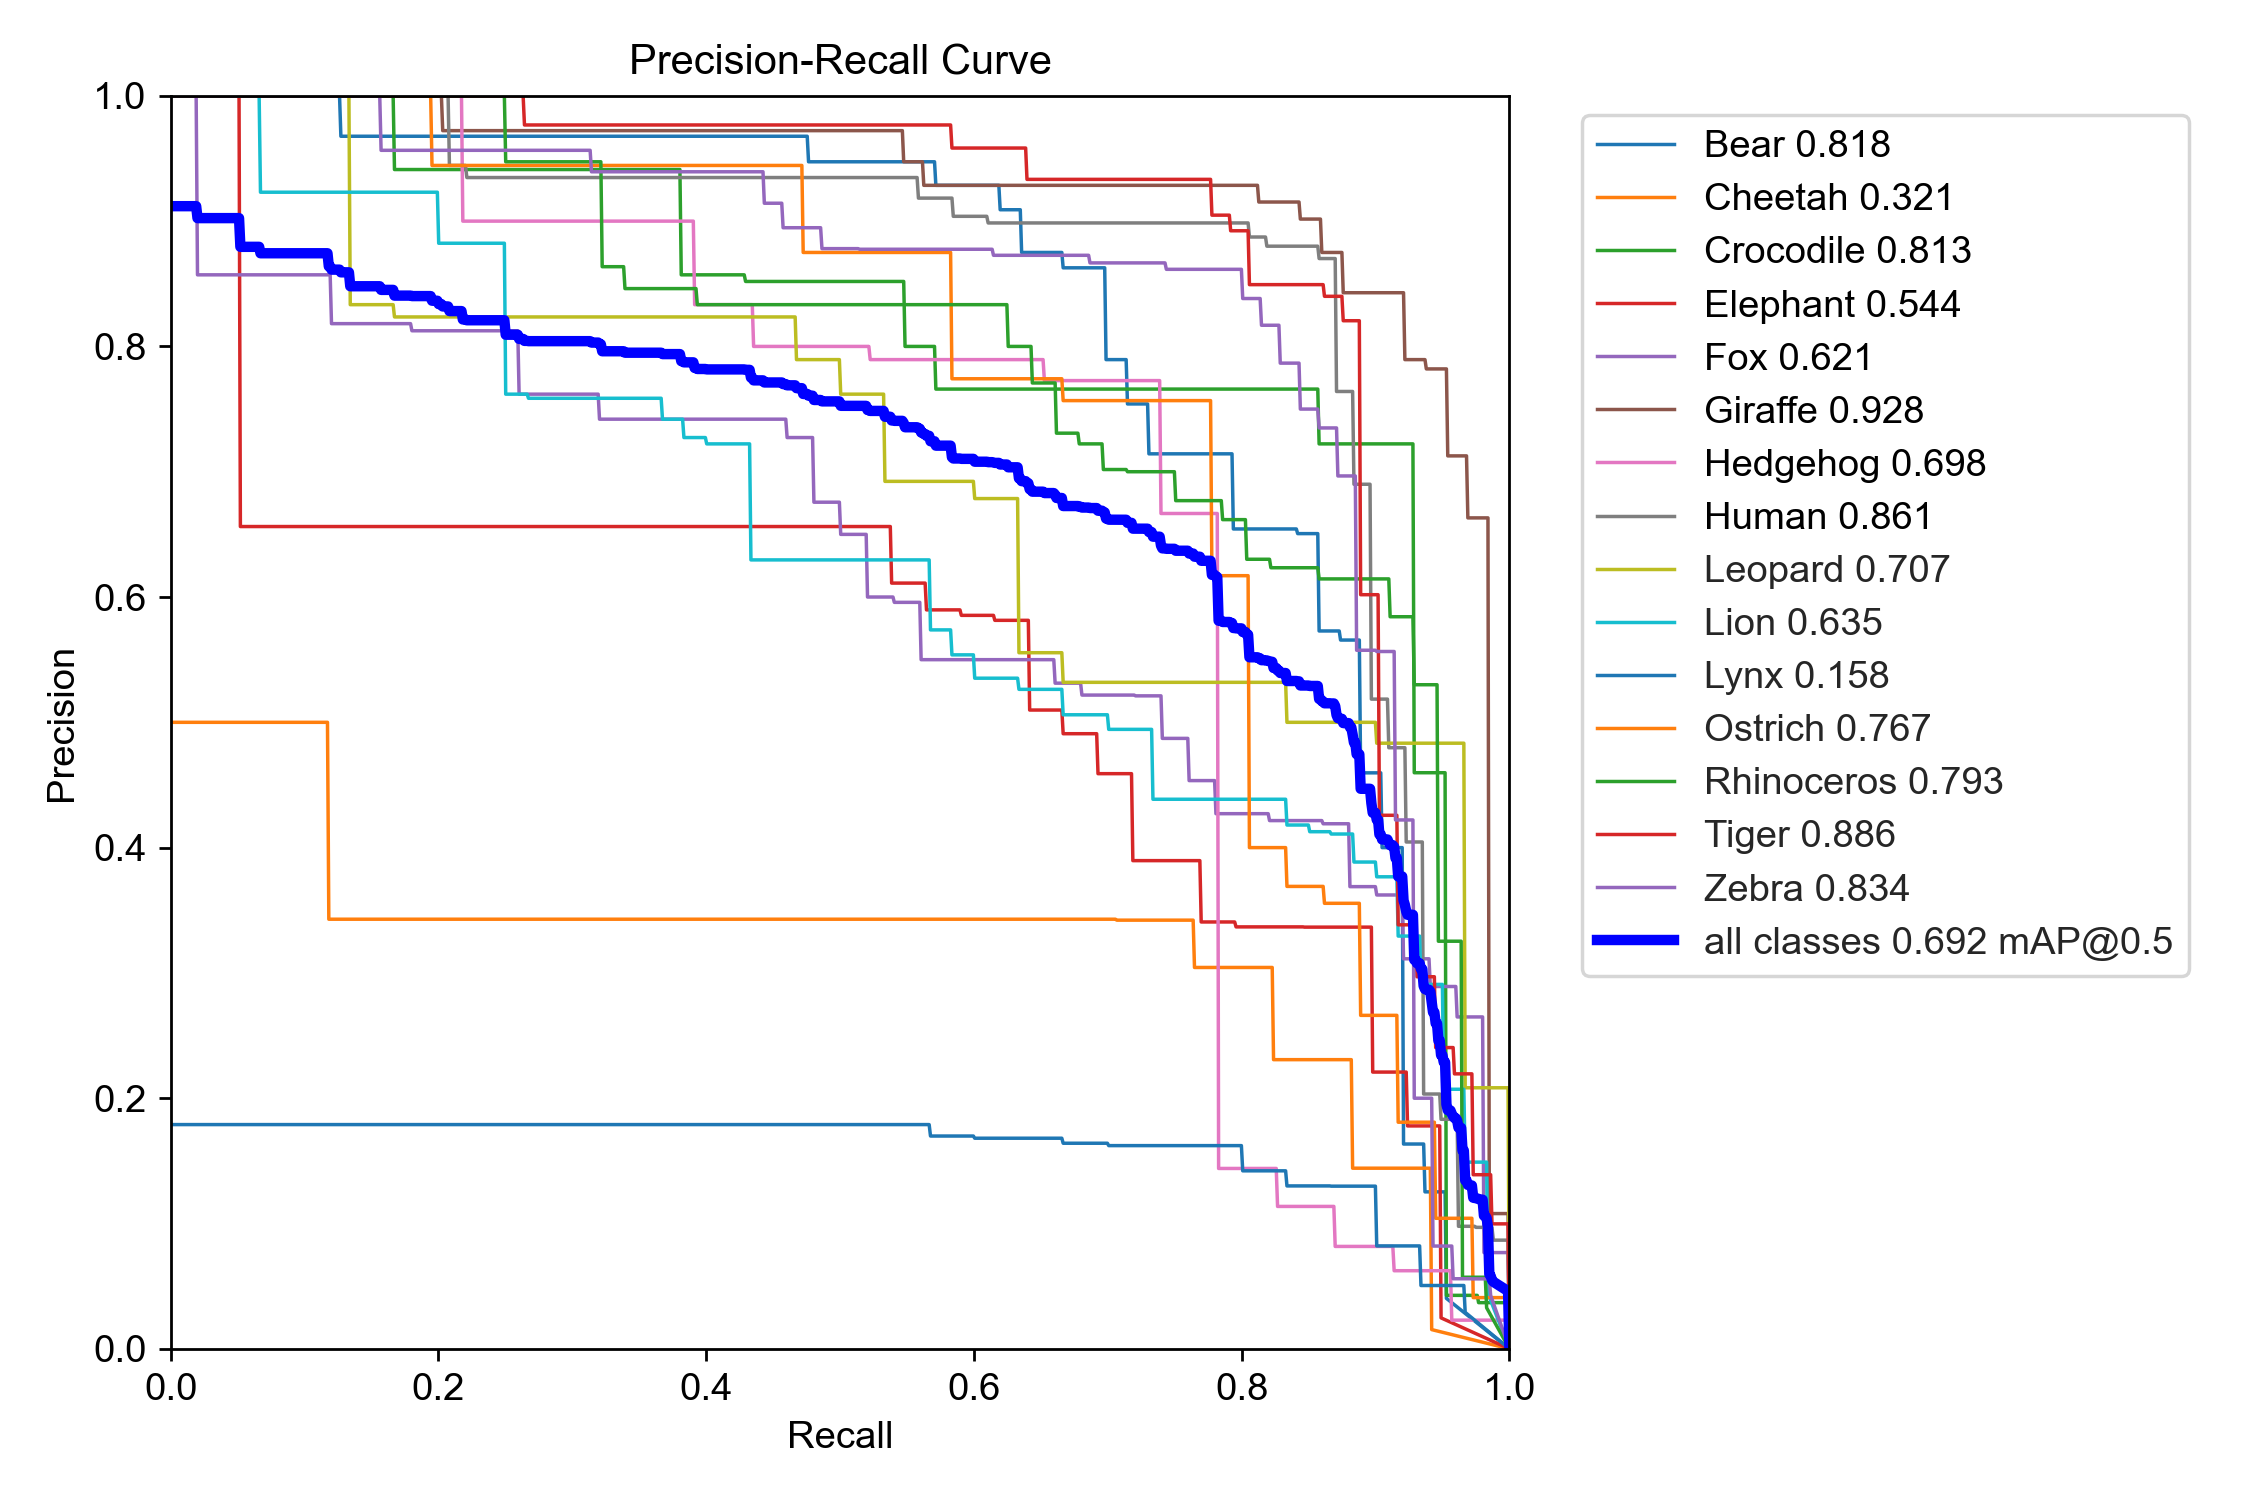 Precision-Recall Curve
1.0
0.8
0.6
0.4
0.2
0.0
Precision
0.0 0.2 0.4 0.6 0.8 1.0
Recall
Bear 0.818
Cheetah 0.321
Crocodile 0.813
Elephant 0.544
Fox 0.621
Giraffe 0.928
Hedgehog 0.698
Human 0.861
Leopard 0.707
Lion 0.635
Lynx 0.158
Ostrich 0.767
Rhinoceros 0.793
Tiger 0.886
Zebra 0.834
all classes 0.692 mAP@0.5